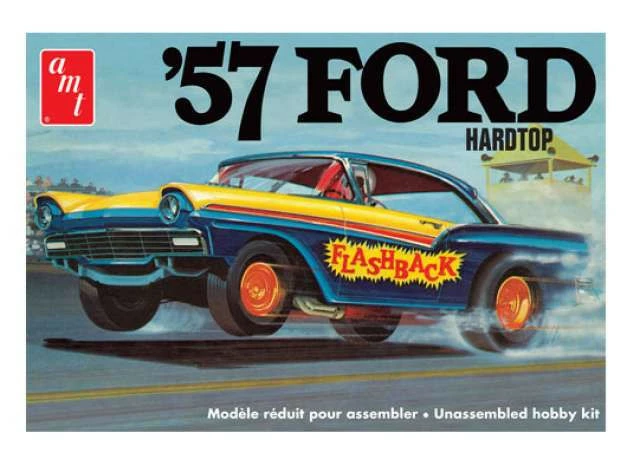 amt
®
'57 FORD
HARDTOP
FLASHBACK
Modèle réduit pour assembler • Unassembled hobby kit